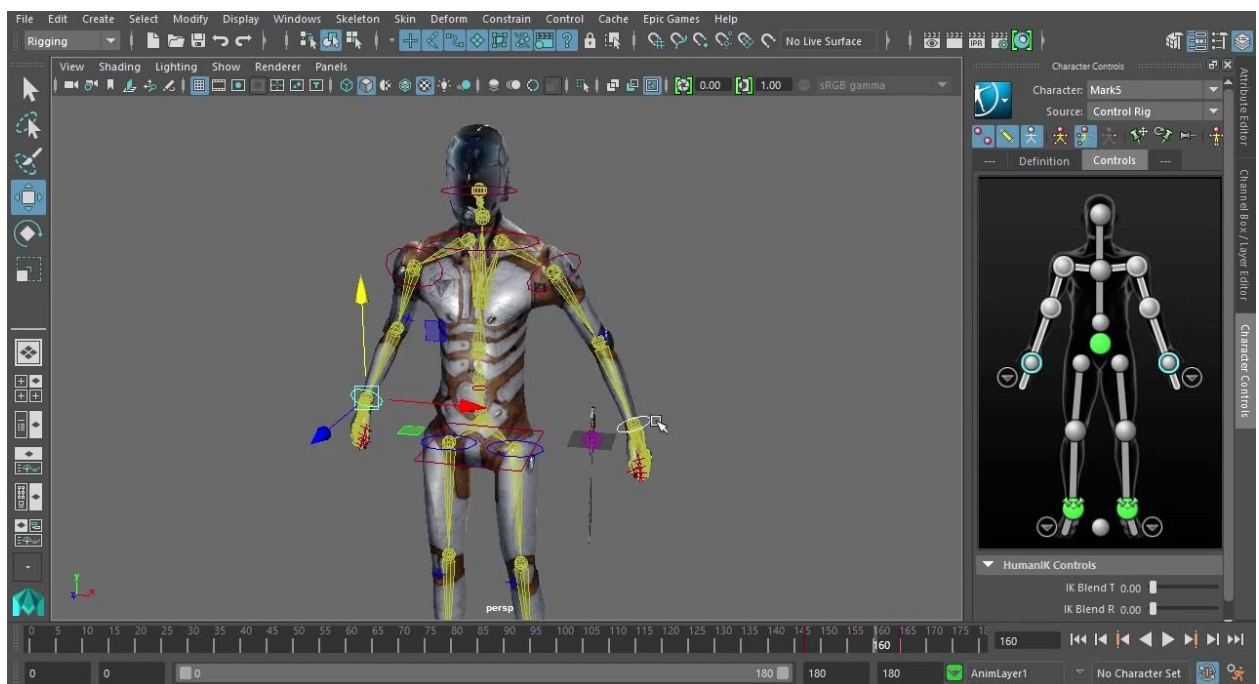 File Edit Create Select Modify Display Windows Skeleton Skin Deform Constrain Control Cache Epic Games Help
Rigging
No Live Surface
IPR
View Shading Lighting Show Renderer Panels
0.00
1.00
sRGB gamma
persp
y
x
z
Character Controls
Character: Mark5
Source: Control Rig
--- Definition Controls ---
HumanIK Controls
IK Blend T 0.00
IK Blend R 0.00
Attribute Editor
Channel Box / Layer Editor
Character Controls
0 5 10 15 20 25 30 35 40 45 50 55 60 65 70 75 80 85 90 95 100 105 110 115 120 125 130 135 140 145 150 155 160 165 170 175 18
160
160
0 0 0 180 180 180 AnimLayer1 No Character Set